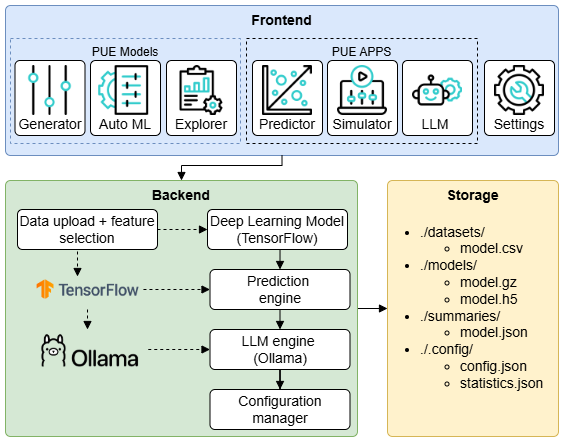 Frontend
PUE Models
PUE APPS
Generator
Auto ML
Explorer
Predictor
Simulator
LLM
Settings
Backend
Data upload + feature
selection
Deep Learning Model
(TensorFlow)
TensorFlow
Prediction
engine
Ollama
LLM engine
(Ollama)
Configuration
manager
Storage
• ./datasets/
• model.csv
• ./models/
• model.gz
• model.h5
• ./summaries/
• model.json
• ./.config/
• config.json
• statistics.json